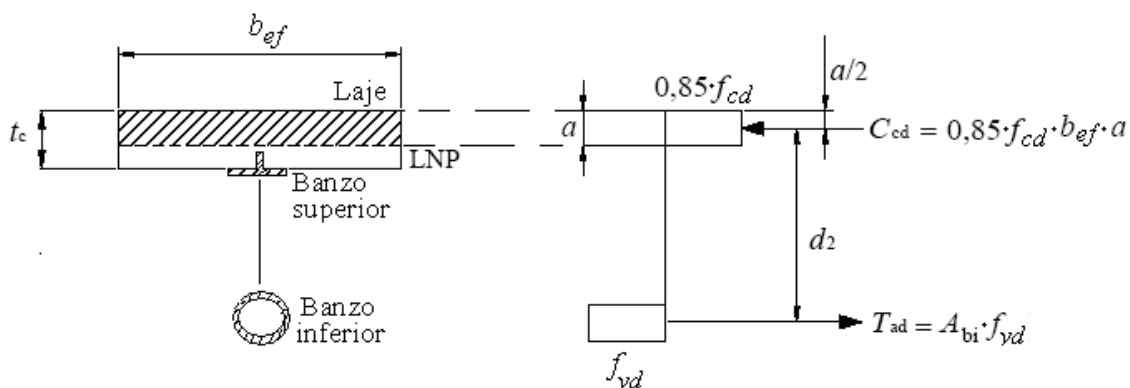 b_ef
Laje
t_c
LNP
Banzo
superior
Banzo
inferior
0,85·f_cd
a
a/2
C_cd = 0,85·f_cd·b_ef·a
d_2
T_ad = A_bi·f_yd
f_yd